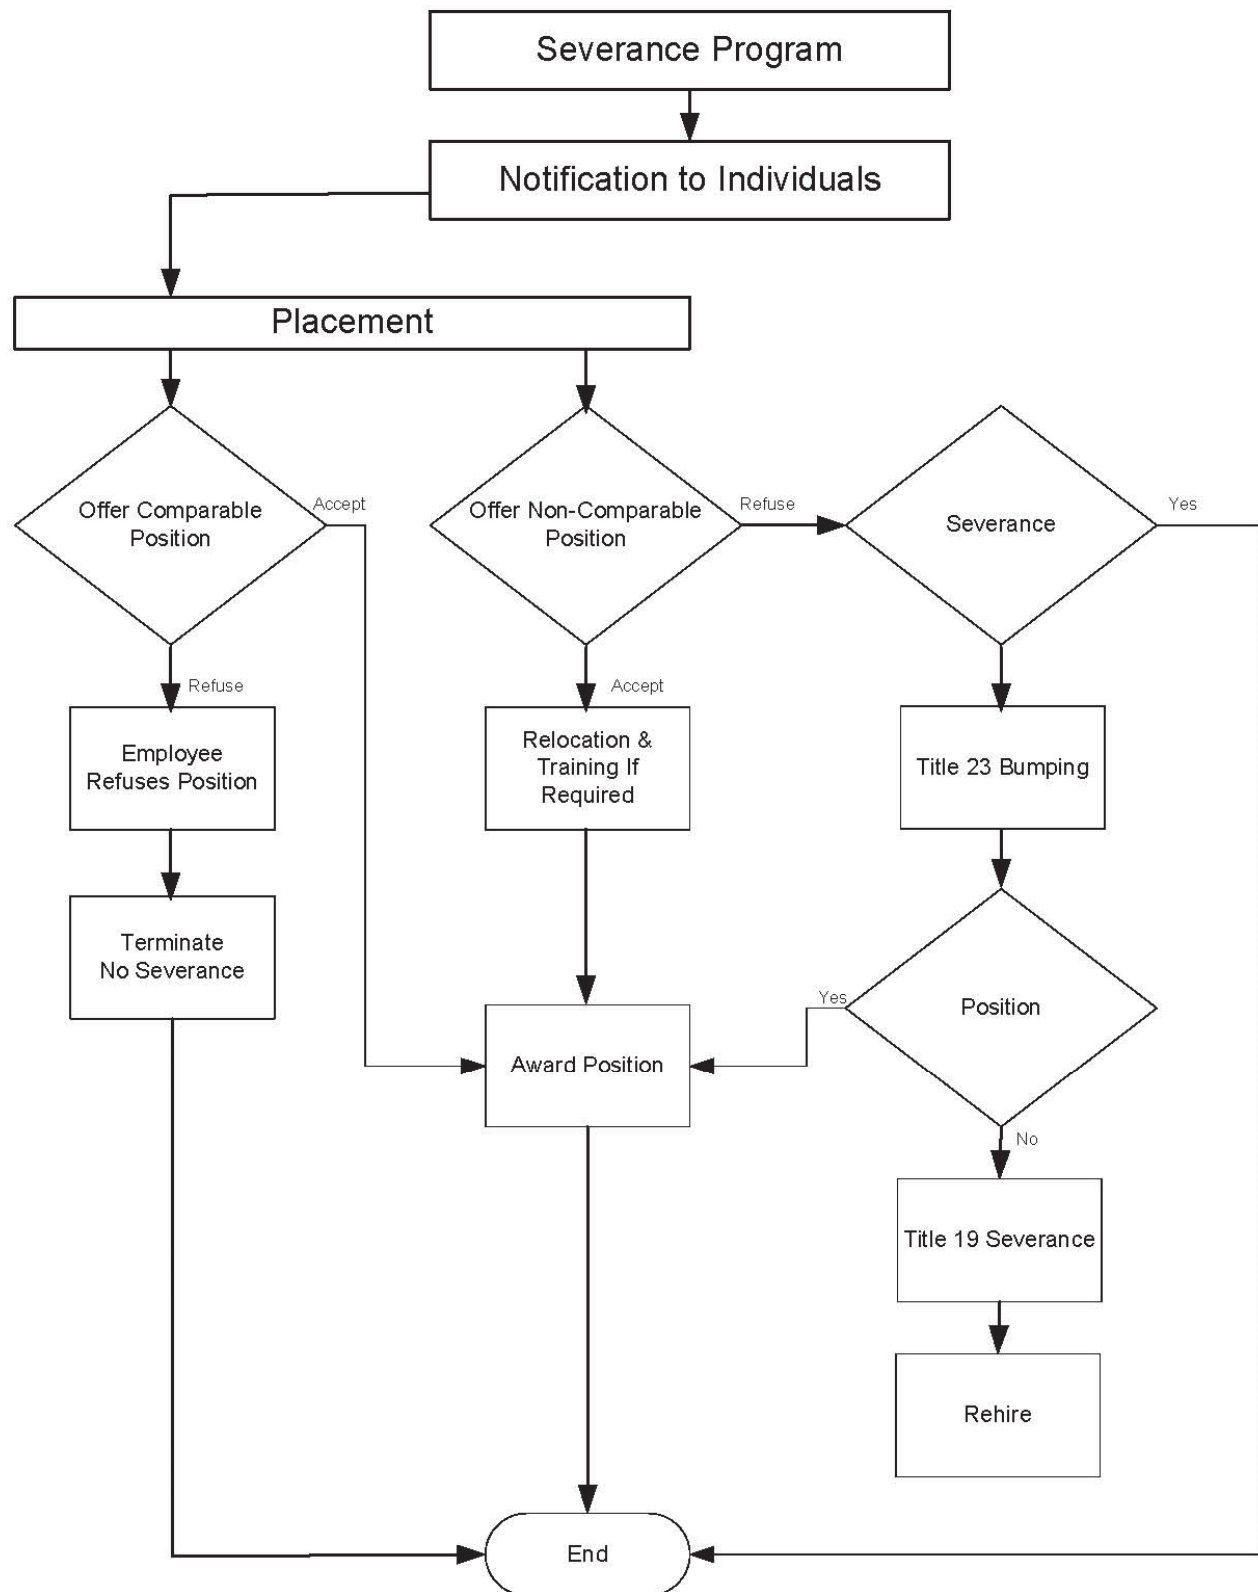 Severance Program
Notification to Individuals
Placement
Offer Comparable
Position
Accept
Refuse
Offer Non-Comparable
Position
Refuse
Accept
Severance
Yes
Employee
Refuses Position
Relocation &
Training If
Required
Title 23 Bumping
Terminate
No Severance
Award Position
Yes
Position
No
Title 19 Severance
Rehire
End